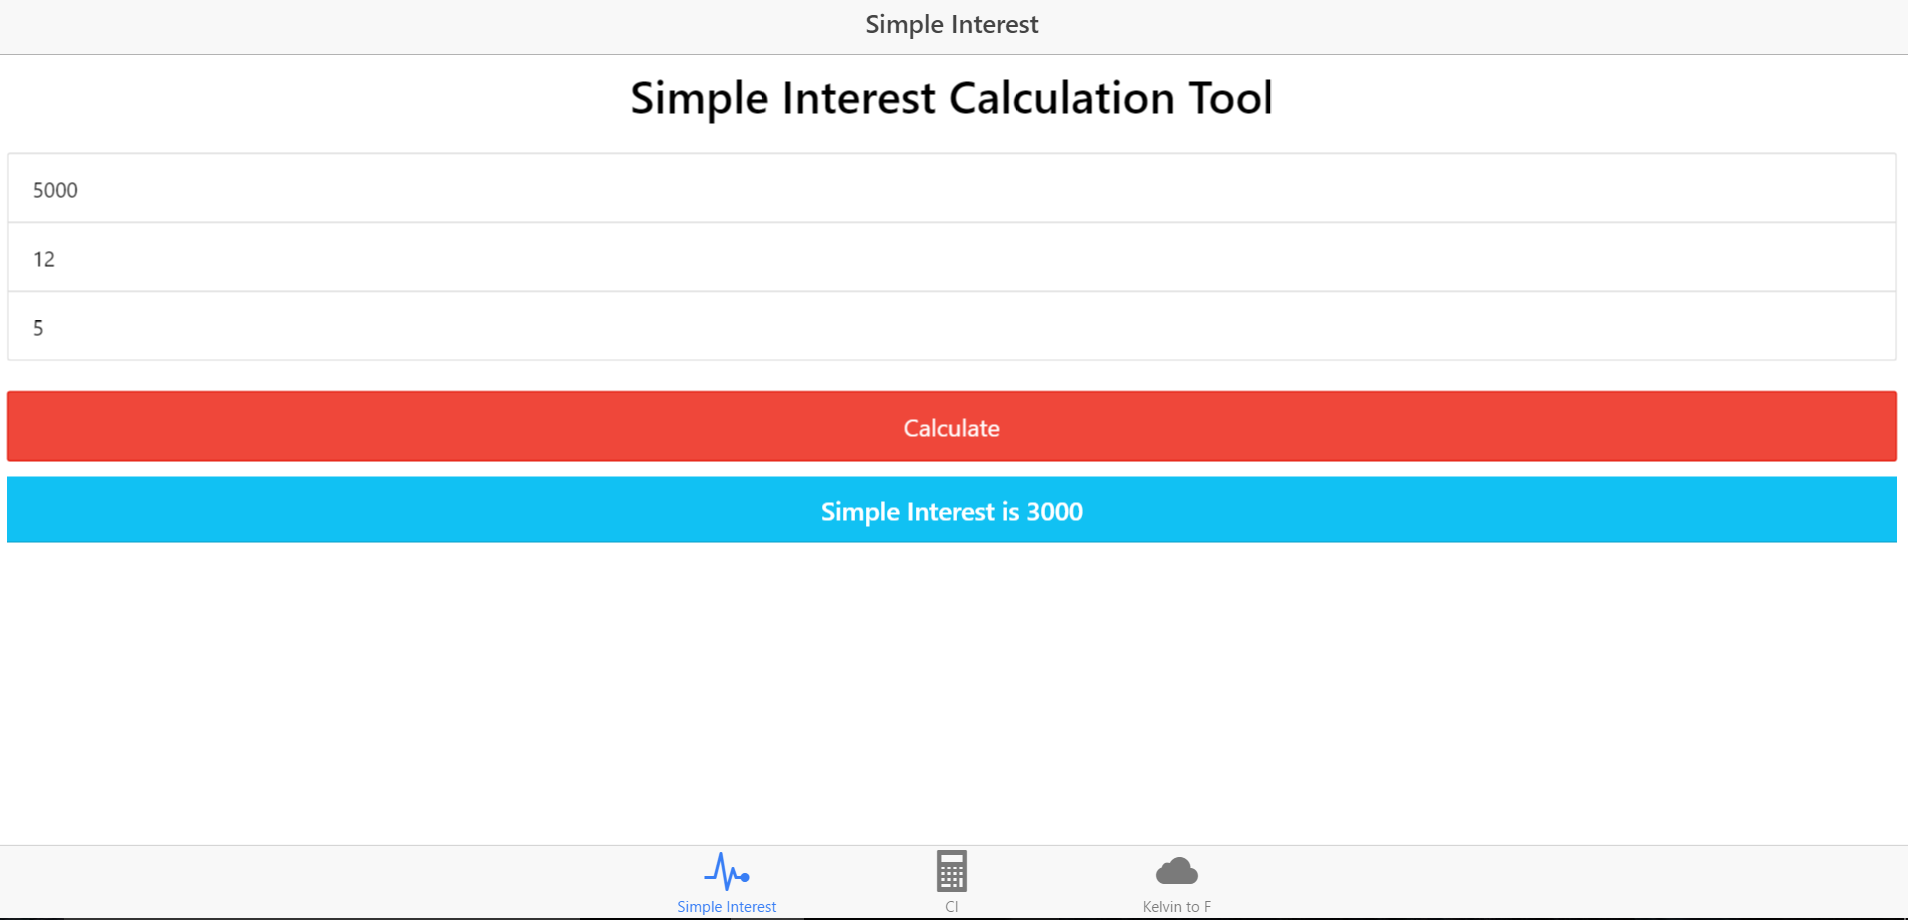 Simple Interest
Simple Interest Calculation Tool
5000
12
5
Calculate
Simple Interest is 3000
Simple Interest
CI
Kelvin to F